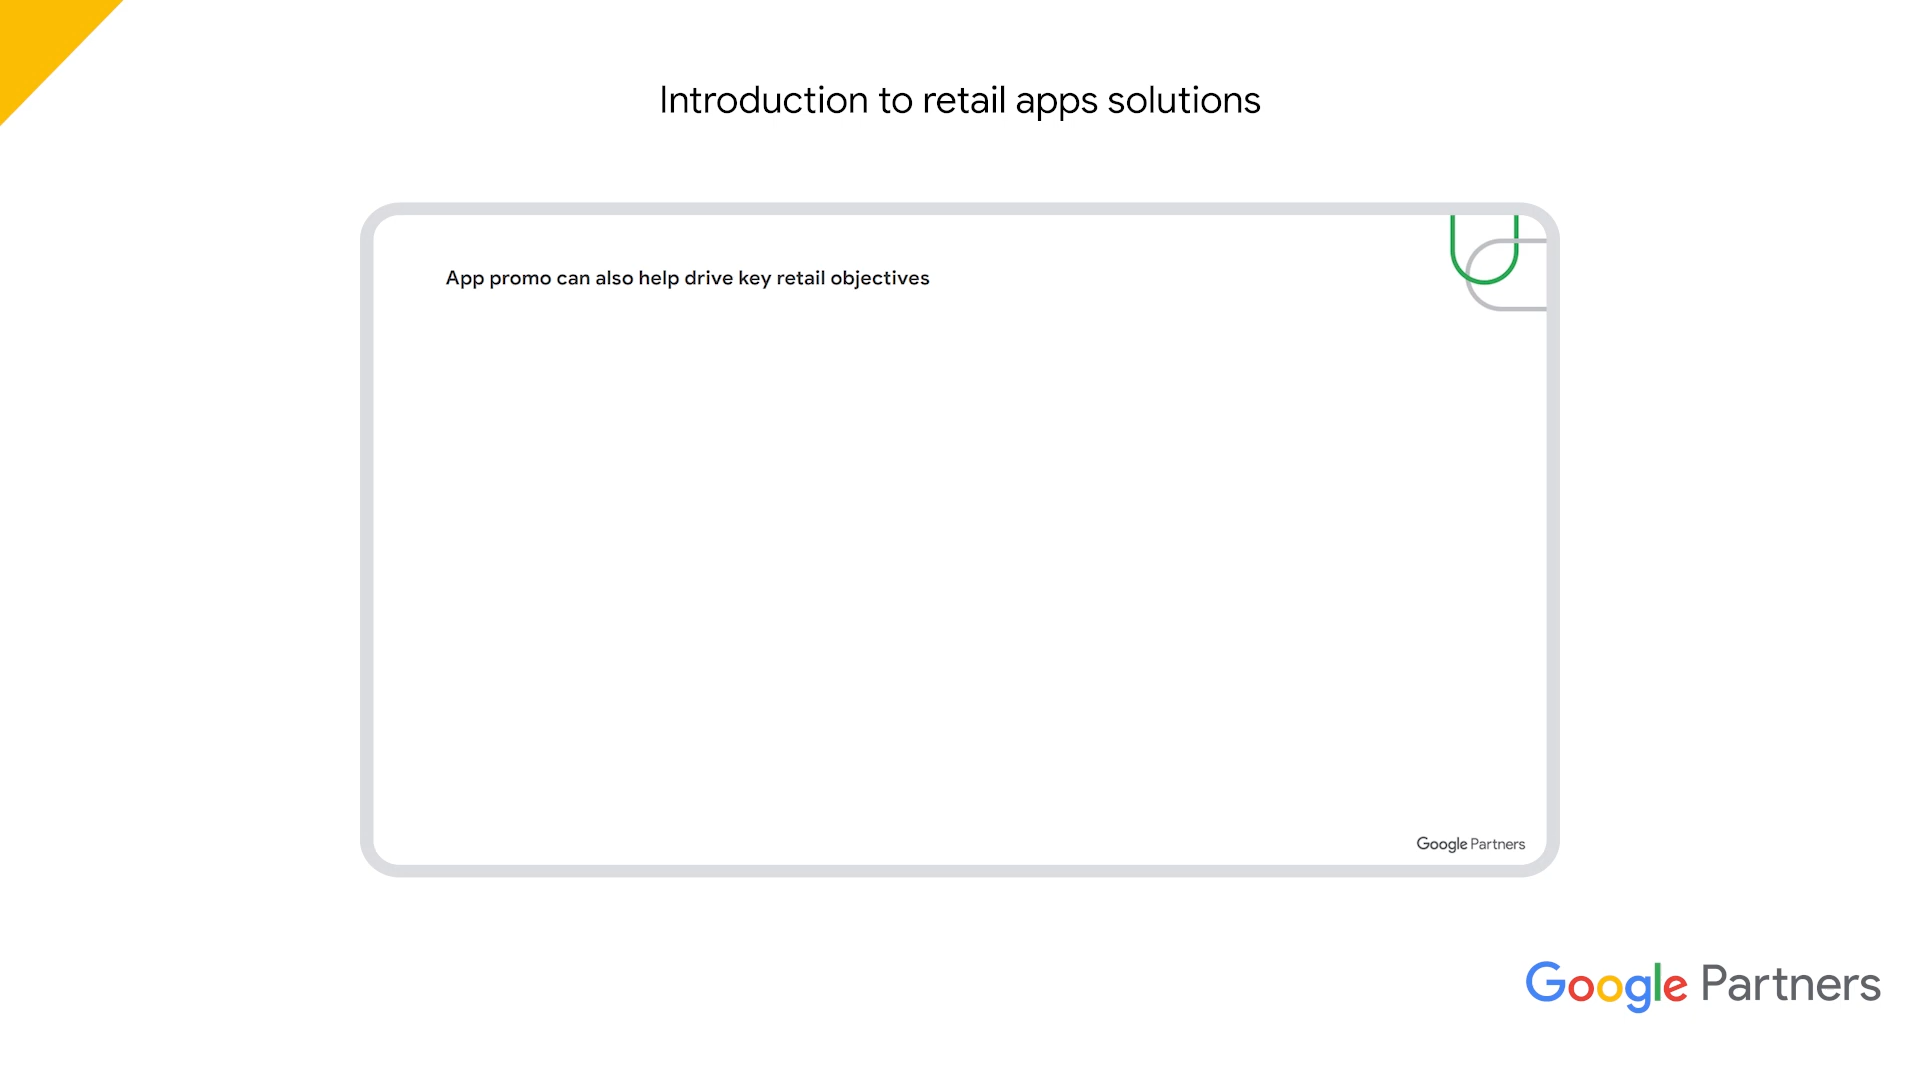 Introduction to retail apps solutions
App promo can also help drive key retail objectives
Google Partners
Google Partners